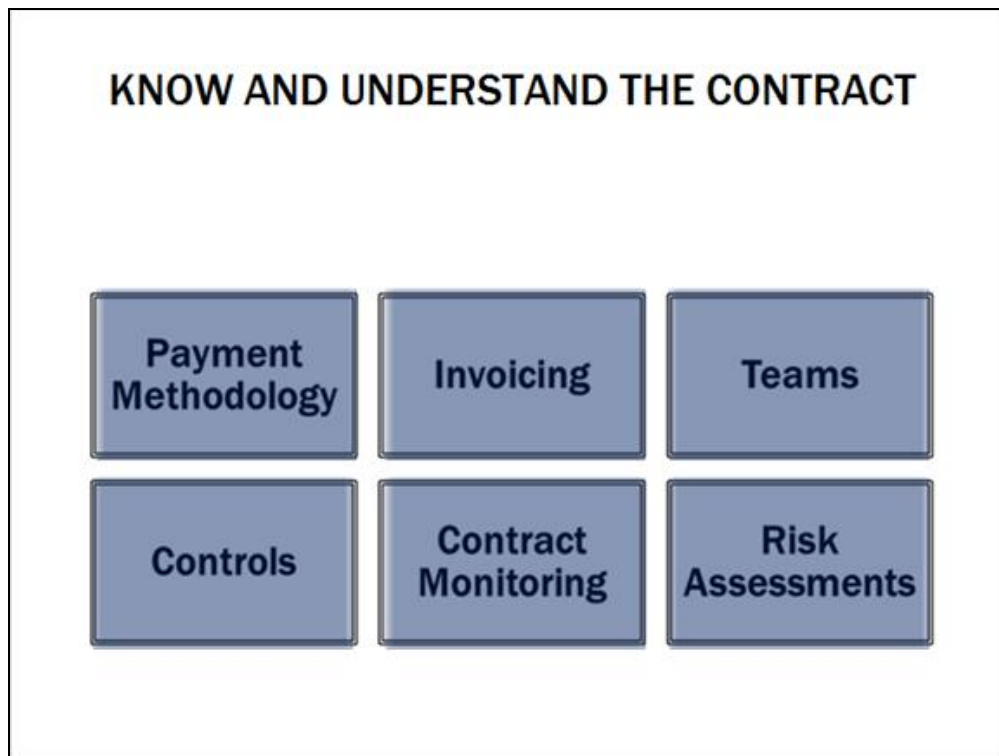 KNOW AND UNDERSTAND THE CONTRACT
Payment
Methodology
Invoicing
Teams
Controls
Contract
Monitoring
Risk
Assessments